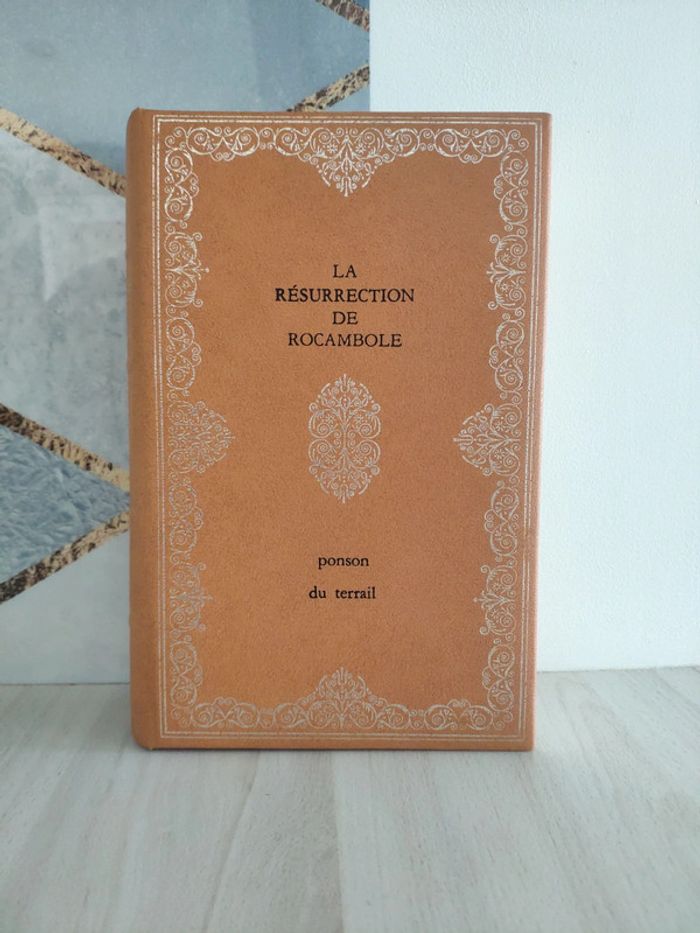 LA
RÉSURRECTION
DE
ROCAMBOLE
ponson
du terrail